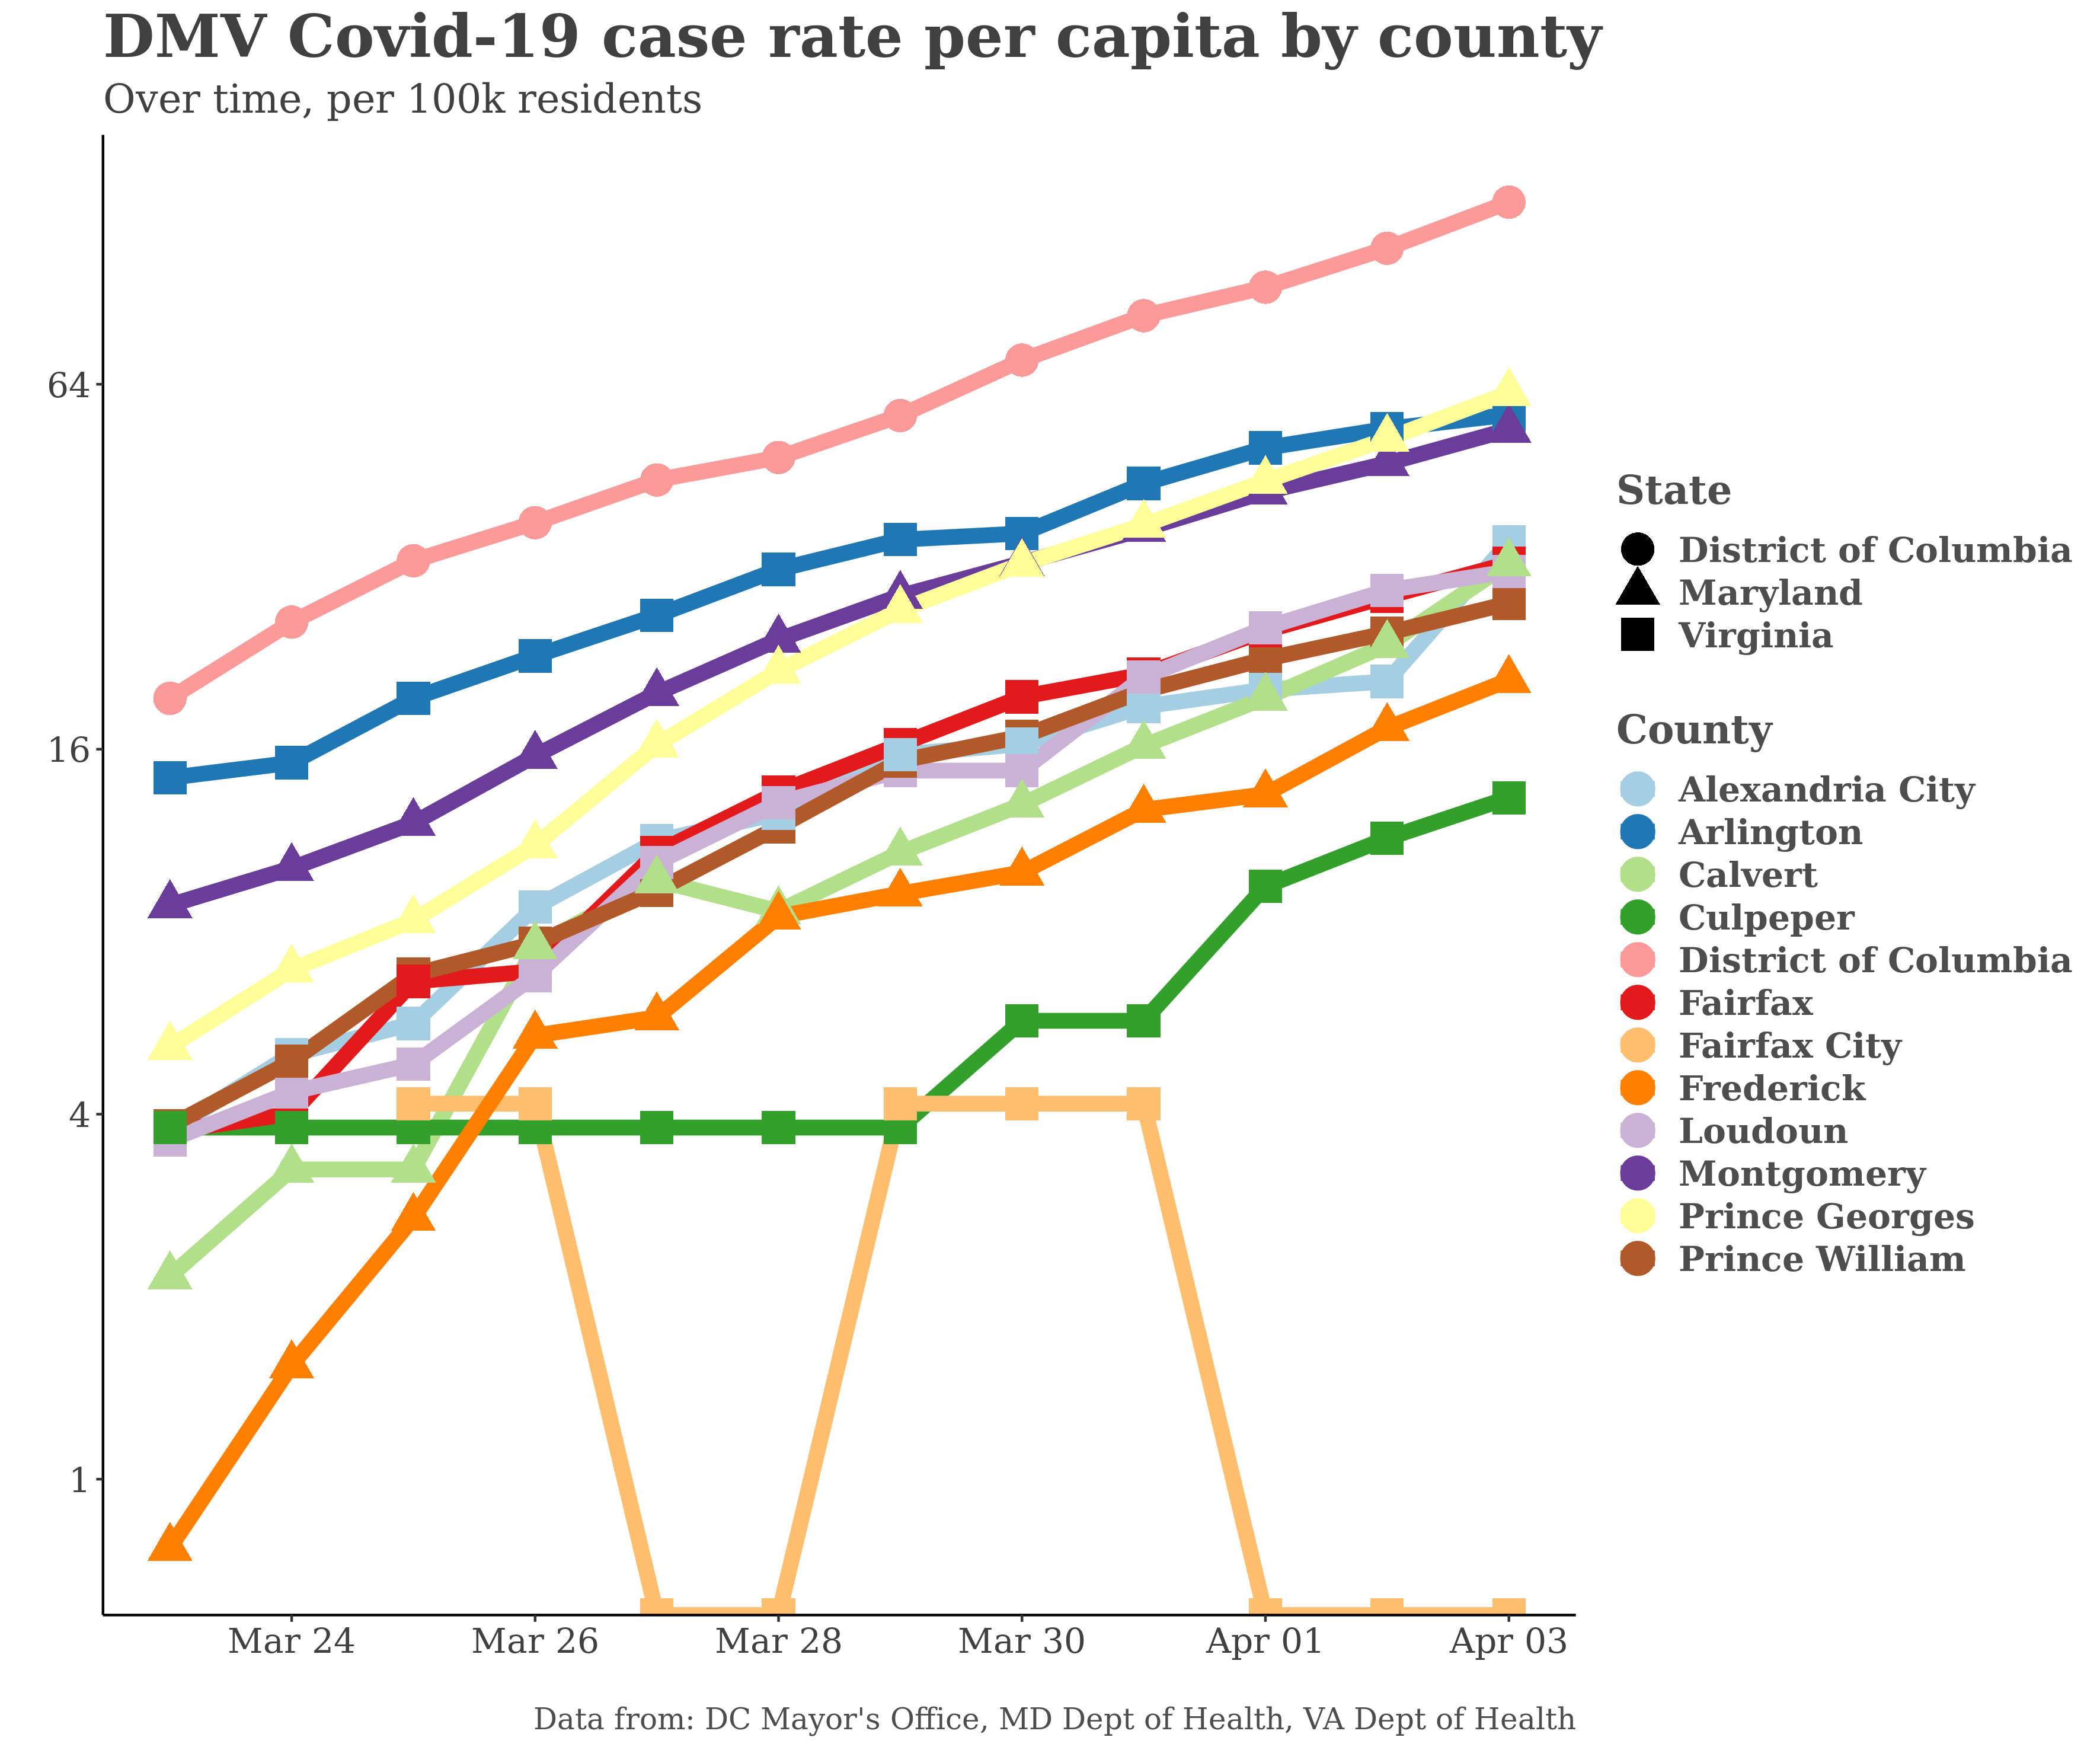 DMV Covid-19 case rate per capita by county
Over time, per 100k residents
64
16
4
1
Mar 24
Mar 26
Mar 28
Mar 30
Apr 01
Apr 03
State
District of Columbia
Maryland
Virginia
County
Alexandria City
Arlington
Calvert
Culpeper
District of Columbia
Fairfax
Fairfax City
Frederick
Loudoun
Montgomery
Prince Georges
Prince William
Data from: DC Mayor's Office, MD Dept of Health, VA Dept of Health